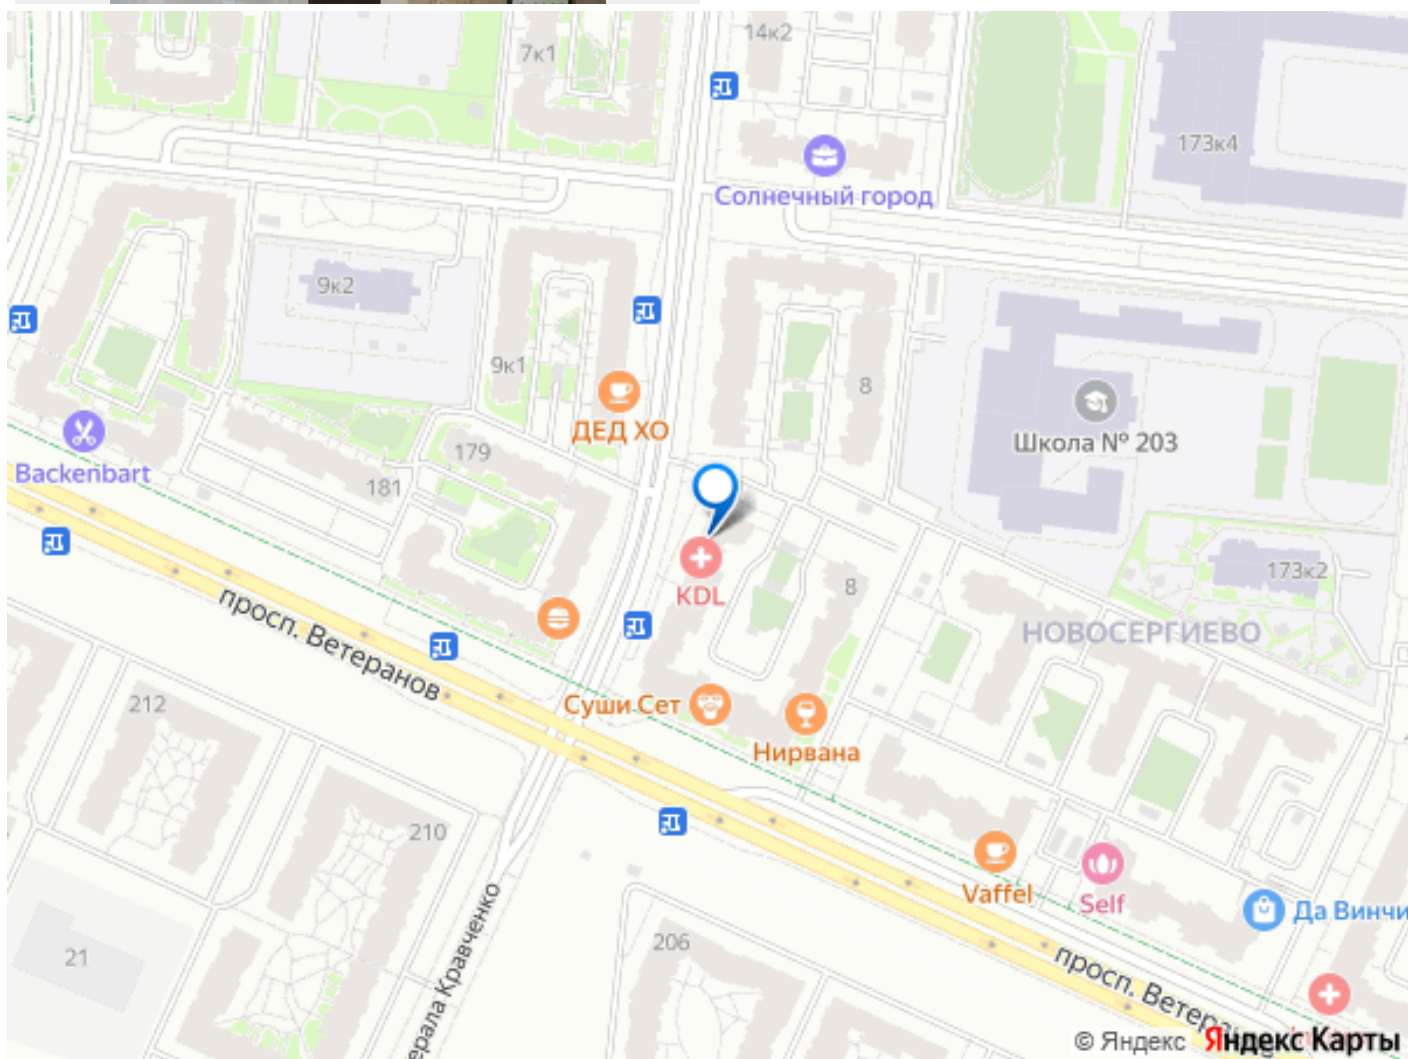 14к2
7к1
173к4
Солнечный город
9к2
9к1
8
ДЕД ХО
Школа № 203
179
Backenbart
181
KDL
8
173к2
НОВОСЕРГИЕВО
просп. Ветеранов
Суши Сет
212
Нирвана
210
Vaffel
Self
Да Винчи
206
21
ерала Кравченко
просп. Ветера
© Яндекс
Яндекс Карты